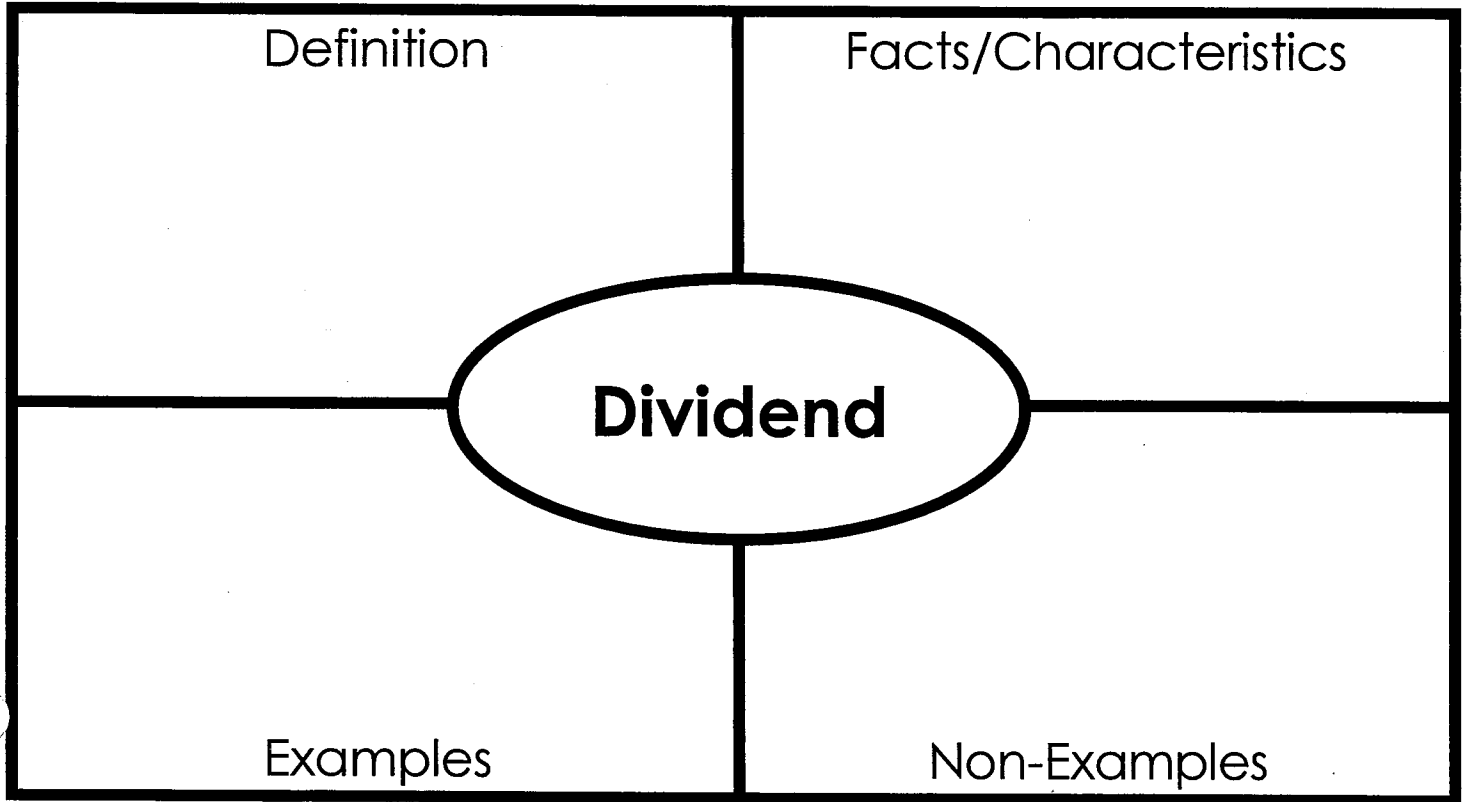 Definition
Facts/Characteristics
Dividend
Examples
Non-Examples